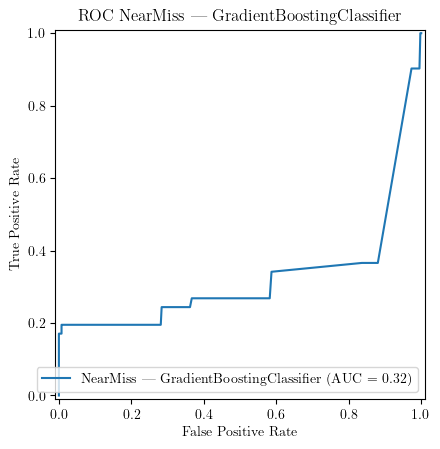 ROC NearMiss — GradientBoostingClassifier
True Positive Rate
1.0
0.8
0.6
0.4
0.2
0.0
NearMiss — GradientBoostingClassifier (AUC = 0.32)
0.0 0.2 0.4 0.6 0.8 1.0
False Positive Rate